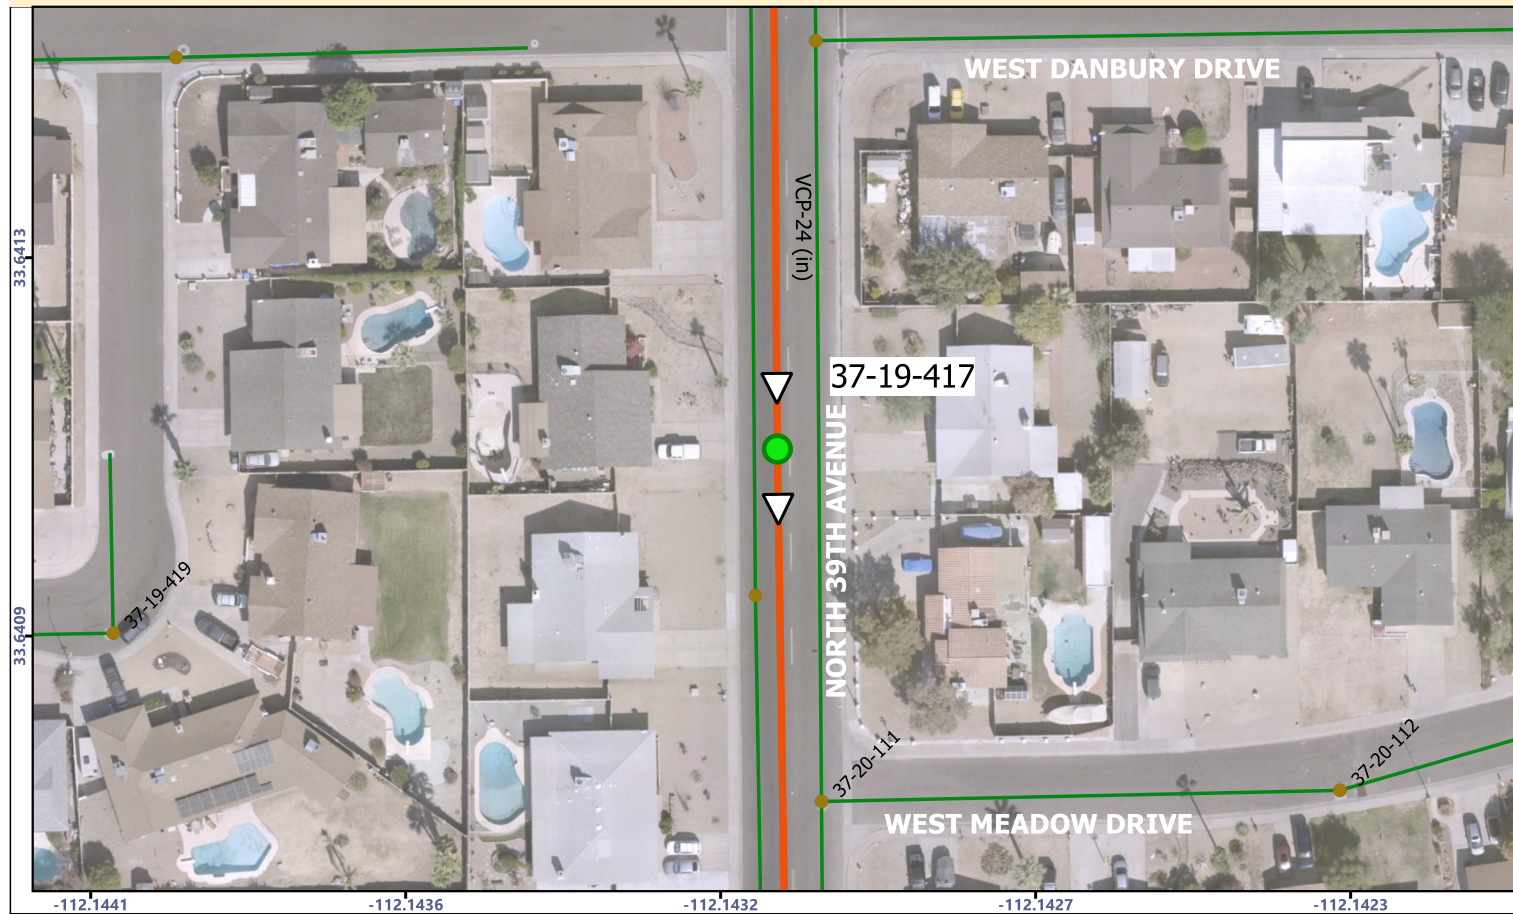 WEST DANBURY DRIVE
VCP-24 (in)
33.6413
37-19-417
NORTH 39TH AVENUE
37-19-419
33.6409
37-20-111
37-20-112
WEST MEADOW DRIVE
-112.1441
-112.1436
-112.1432
-112.1427
-112.1423